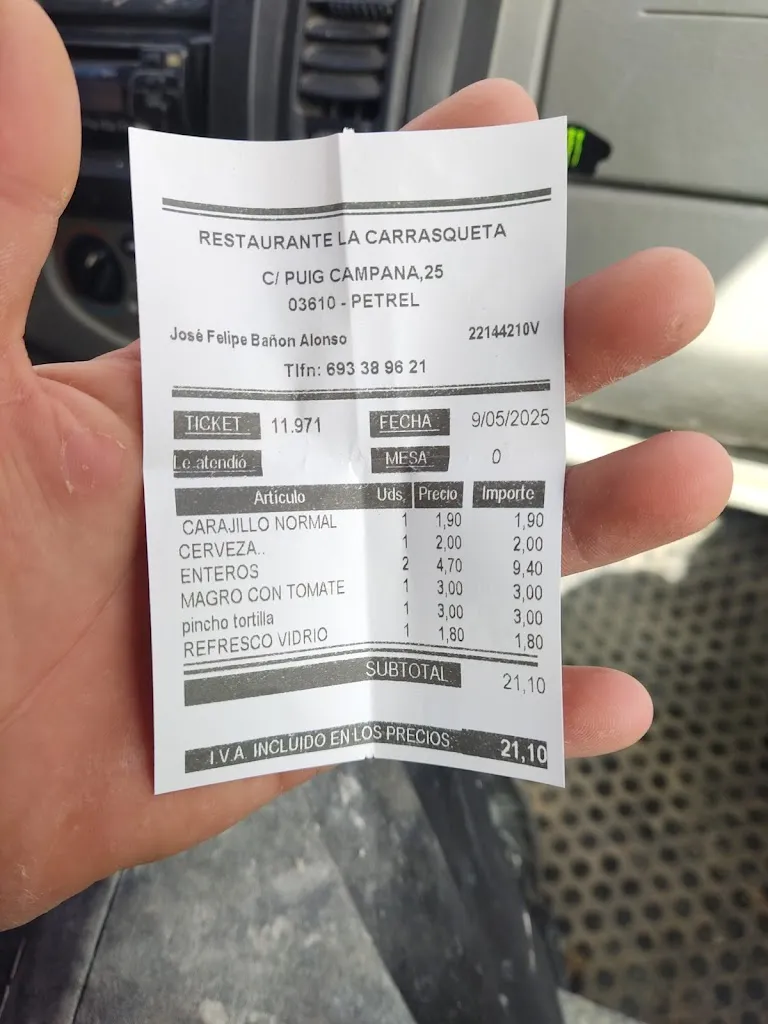 RESTAURANTE LA CARRASQUETA
C/ PUIG CAMPANA,25
03610 - PETREL
José Felipe Bañon Alonso 22144210V
Tlfn: 693 38 96 21
TICKET 11.971 FECHA 9/05/2025
Le atendió MESA 0
Artículo Uds. Precio Importe
CARAJILLO NORMAL 1 1,90 1,90
CERVEZA.. 1 2,00 2,00
ENTEROS 2 4,70 9,40
MAGRO CON TOMATE 1 3,00 3,00
pincho tortilla 1 3,00 3,00
REFRESCO VIDRIO 1 1,80 1,80
SUBTOTAL 21,10
I.V.A. INCLUIDO EN LOS PRECIOS. 21,10